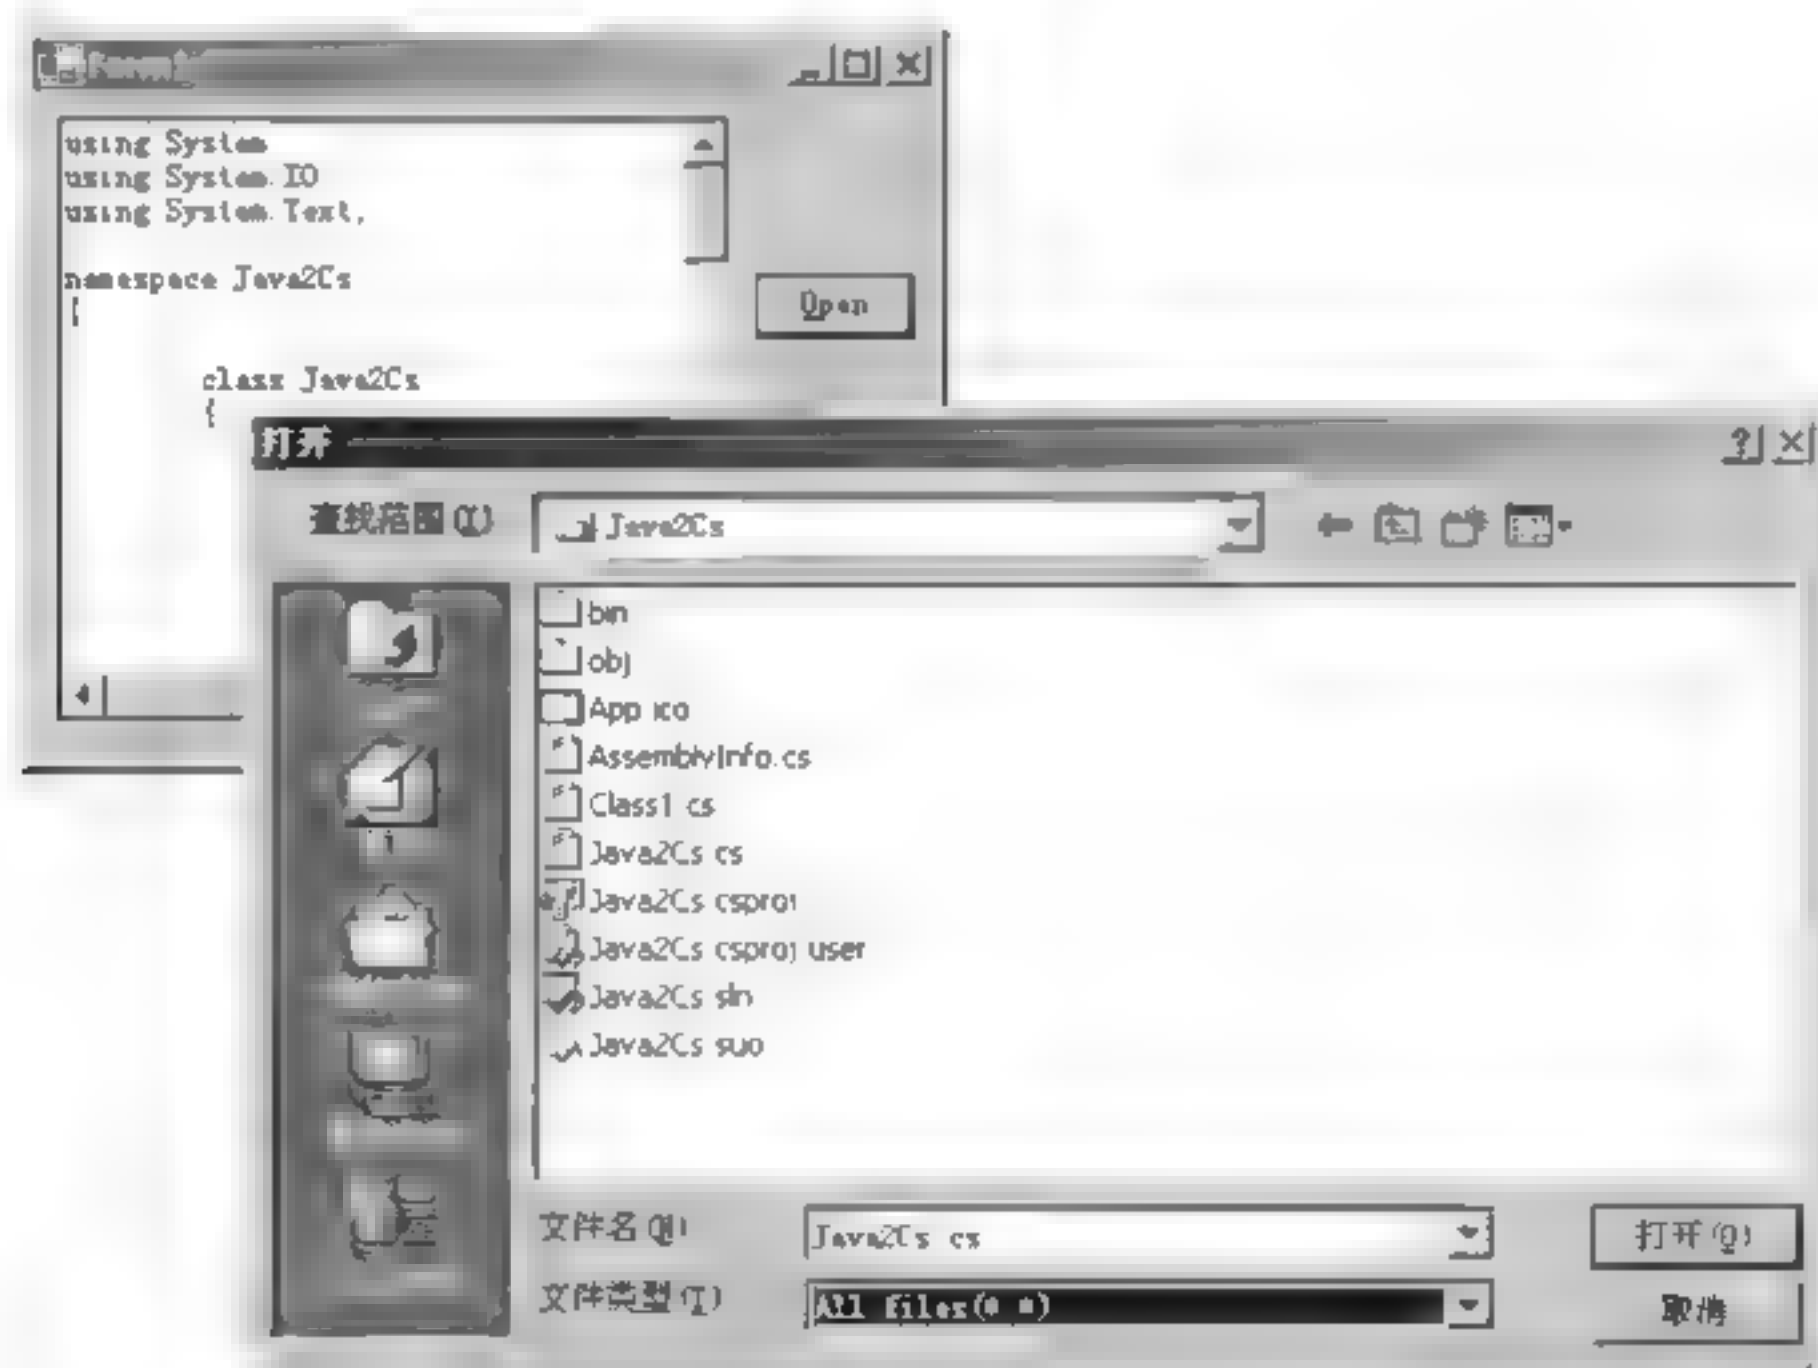 using System
using System.IO
using System.Text,
namespace Java2Cs
{
Open
class Java2Cs
{
打开
查找范围(I)
Java2Cs
bin
obj
App ico
AssemblyInfo.cs
Class1 cs
Java2Cs cs
Java2Cs csproj
Java2Cs csproj user
Java2Cs sln
Java2Cs suo
文件名(N)
Java2Cs cs
打开(O)
文件类型(T)
All files(* *)
取消